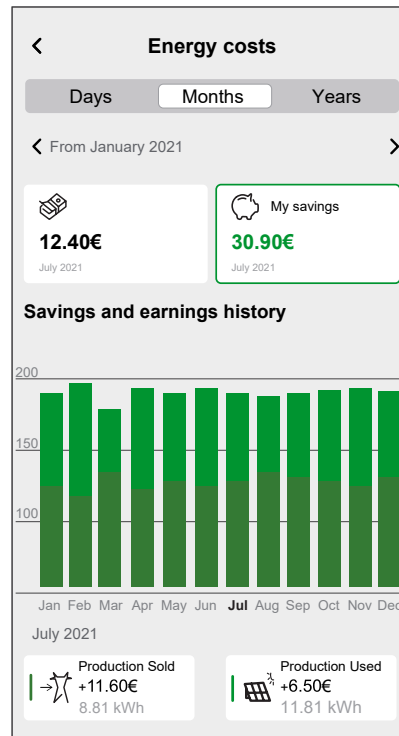 Energy costs
Days Months Years
From January 2021
12.40€
July 2021
My savings
30.90€
July 2021
Savings and earnings history
200
150
100
Jan Feb Mar Apr May Jun Jul Aug Sep Oct Nov Dec
July 2021
Production Sold
+11.60€
8.81 kWh
Production Used
+6.50€
11.81 kWh